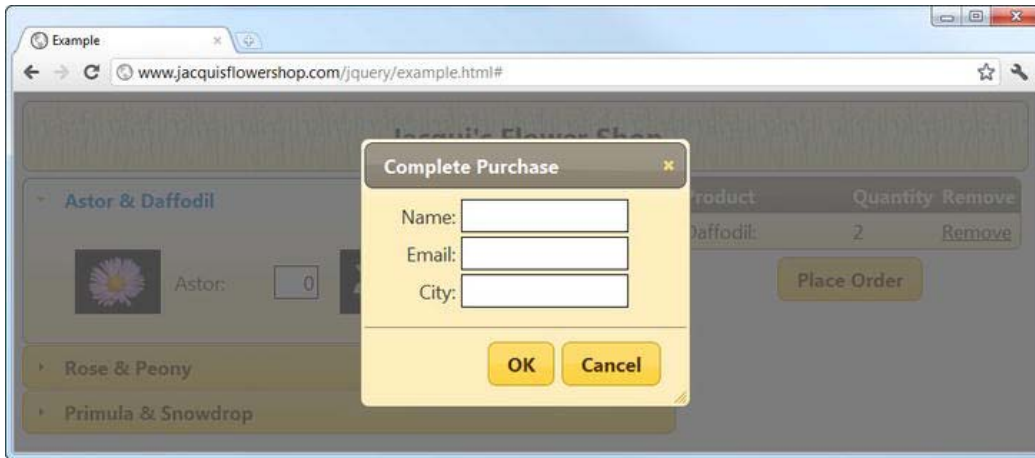 Example
www.jacquisflowershop.com/jquery/example.html#
Jacqui's Flower Shop
Complete Purchase
Name:
Email:
City:
OK Cancel
Astor & Daffodil
Astor: 0
Rose & Peony
Primula & Snowdrop
Product Quantity Remove
Daffodil: 2 Remove
Place Order